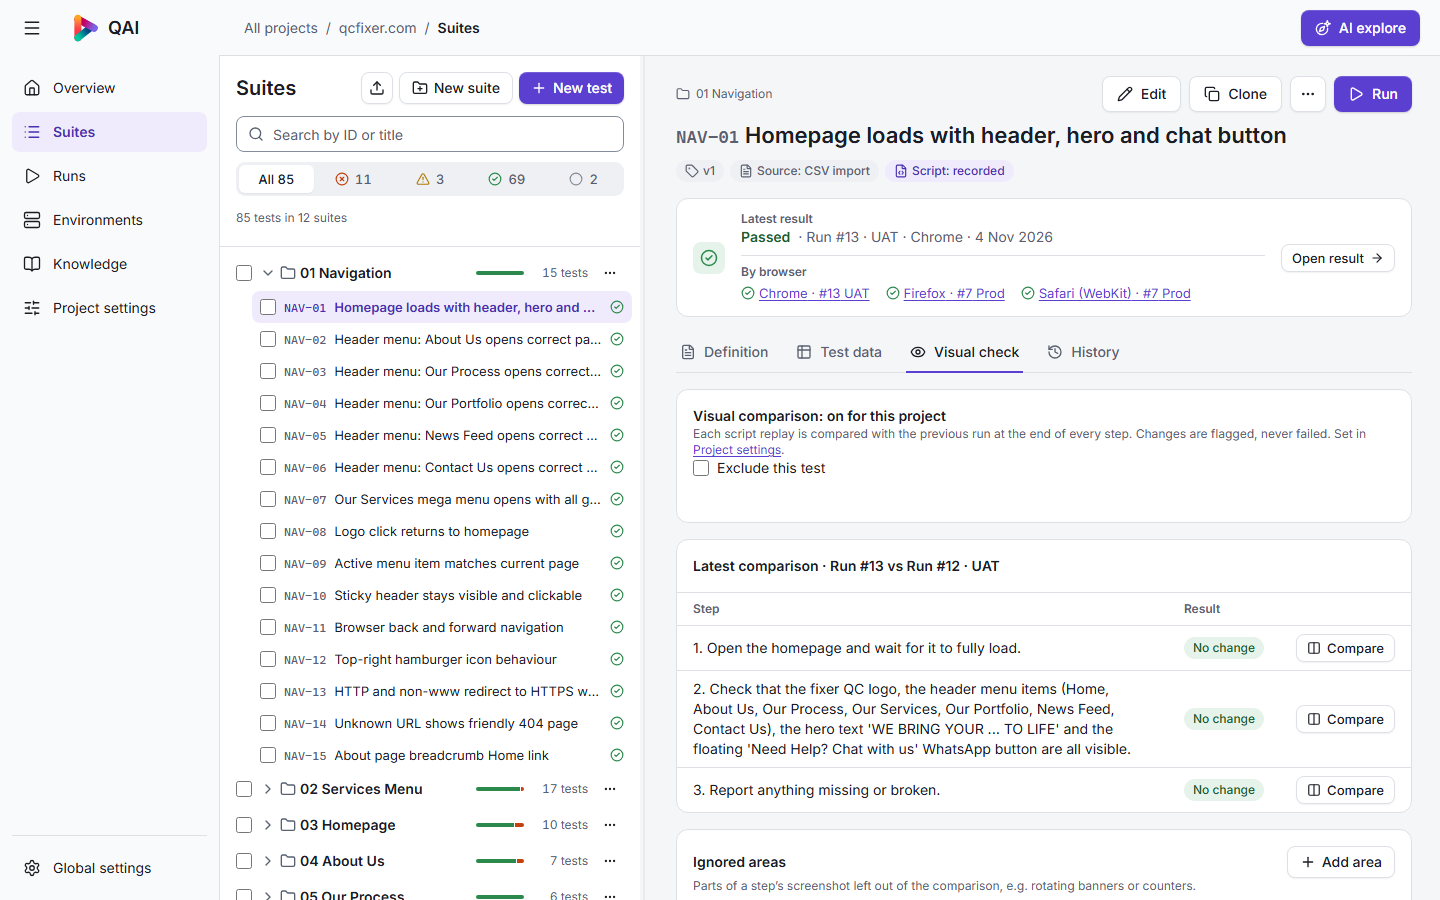 QAI
All projects / qcfixer.com / Suites
AI explore
Overview
Suites
Runs
Environments
Knowledge
Project settings
Global settings
Suites
New suite
New test
Search by ID or title
All 85
11
3
69
2
85 tests in 12 suites
01 Navigation 15 tests
NAV-01 Homepage loads with header, hero and ...
NAV-02 Header menu: About Us opens correct pa...
NAV-03 Header menu: Our Process opens correct...
NAV-04 Header menu: Our Portfolio opens correc...
NAV-05 Header menu: News Feed opens correct ...
NAV-06 Header menu: Contact Us opens correct ...
NAV-07 Our Services mega menu opens with all g...
NAV-08 Logo click returns to homepage
NAV-09 Active menu item matches current page
NAV-10 Sticky header stays visible and clickable
NAV-11 Browser back and forward navigation
NAV-12 Top-right hamburger icon behaviour
NAV-13 HTTP and non-www redirect to HTTPS w...
NAV-14 Unknown URL shows friendly 404 page
NAV-15 About page breadcrumb Home link
02 Services Menu 17 tests
03 Homepage 10 tests
04 About Us 7 tests
05 Our Process 6 tests
01 Navigation
Edit
Clone
Run
NAV-01 Homepage loads with header, hero and chat button
v1
Source: CSV import
Script: recorded
Latest result
Passed · Run #13 · UAT · Chrome · 4 Nov 2026
Open result
By browser
Chrome · #13 UAT
Firefox · #7 Prod
Safari (WebKit) · #7 Prod
Definition
Test data
Visual check
History
Visual comparison: on for this project
Each script replay is compared with the previous run at the end of every step. Changes are flagged, never failed. Set in
Project settings.
Exclude this test
Latest comparison · Run #13 vs Run #12 · UAT
Step Result
1. Open the homepage and wait for it to fully load. No change Compare
2. Check that the fixer QC logo, the header menu items (Home,
About Us, Our Process, Our Services, Our Portfolio, News Feed,
Contact Us), the hero text 'WE BRING YOUR ... TO LIFE' and the
floating 'Need Help? Chat with us' WhatsApp button are all visible.
No change Compare
3. Report anything missing or broken. No change Compare
Ignored areas
Add area
Parts of a step's screenshot left out of the comparison, e.g. rotating banners or counters.